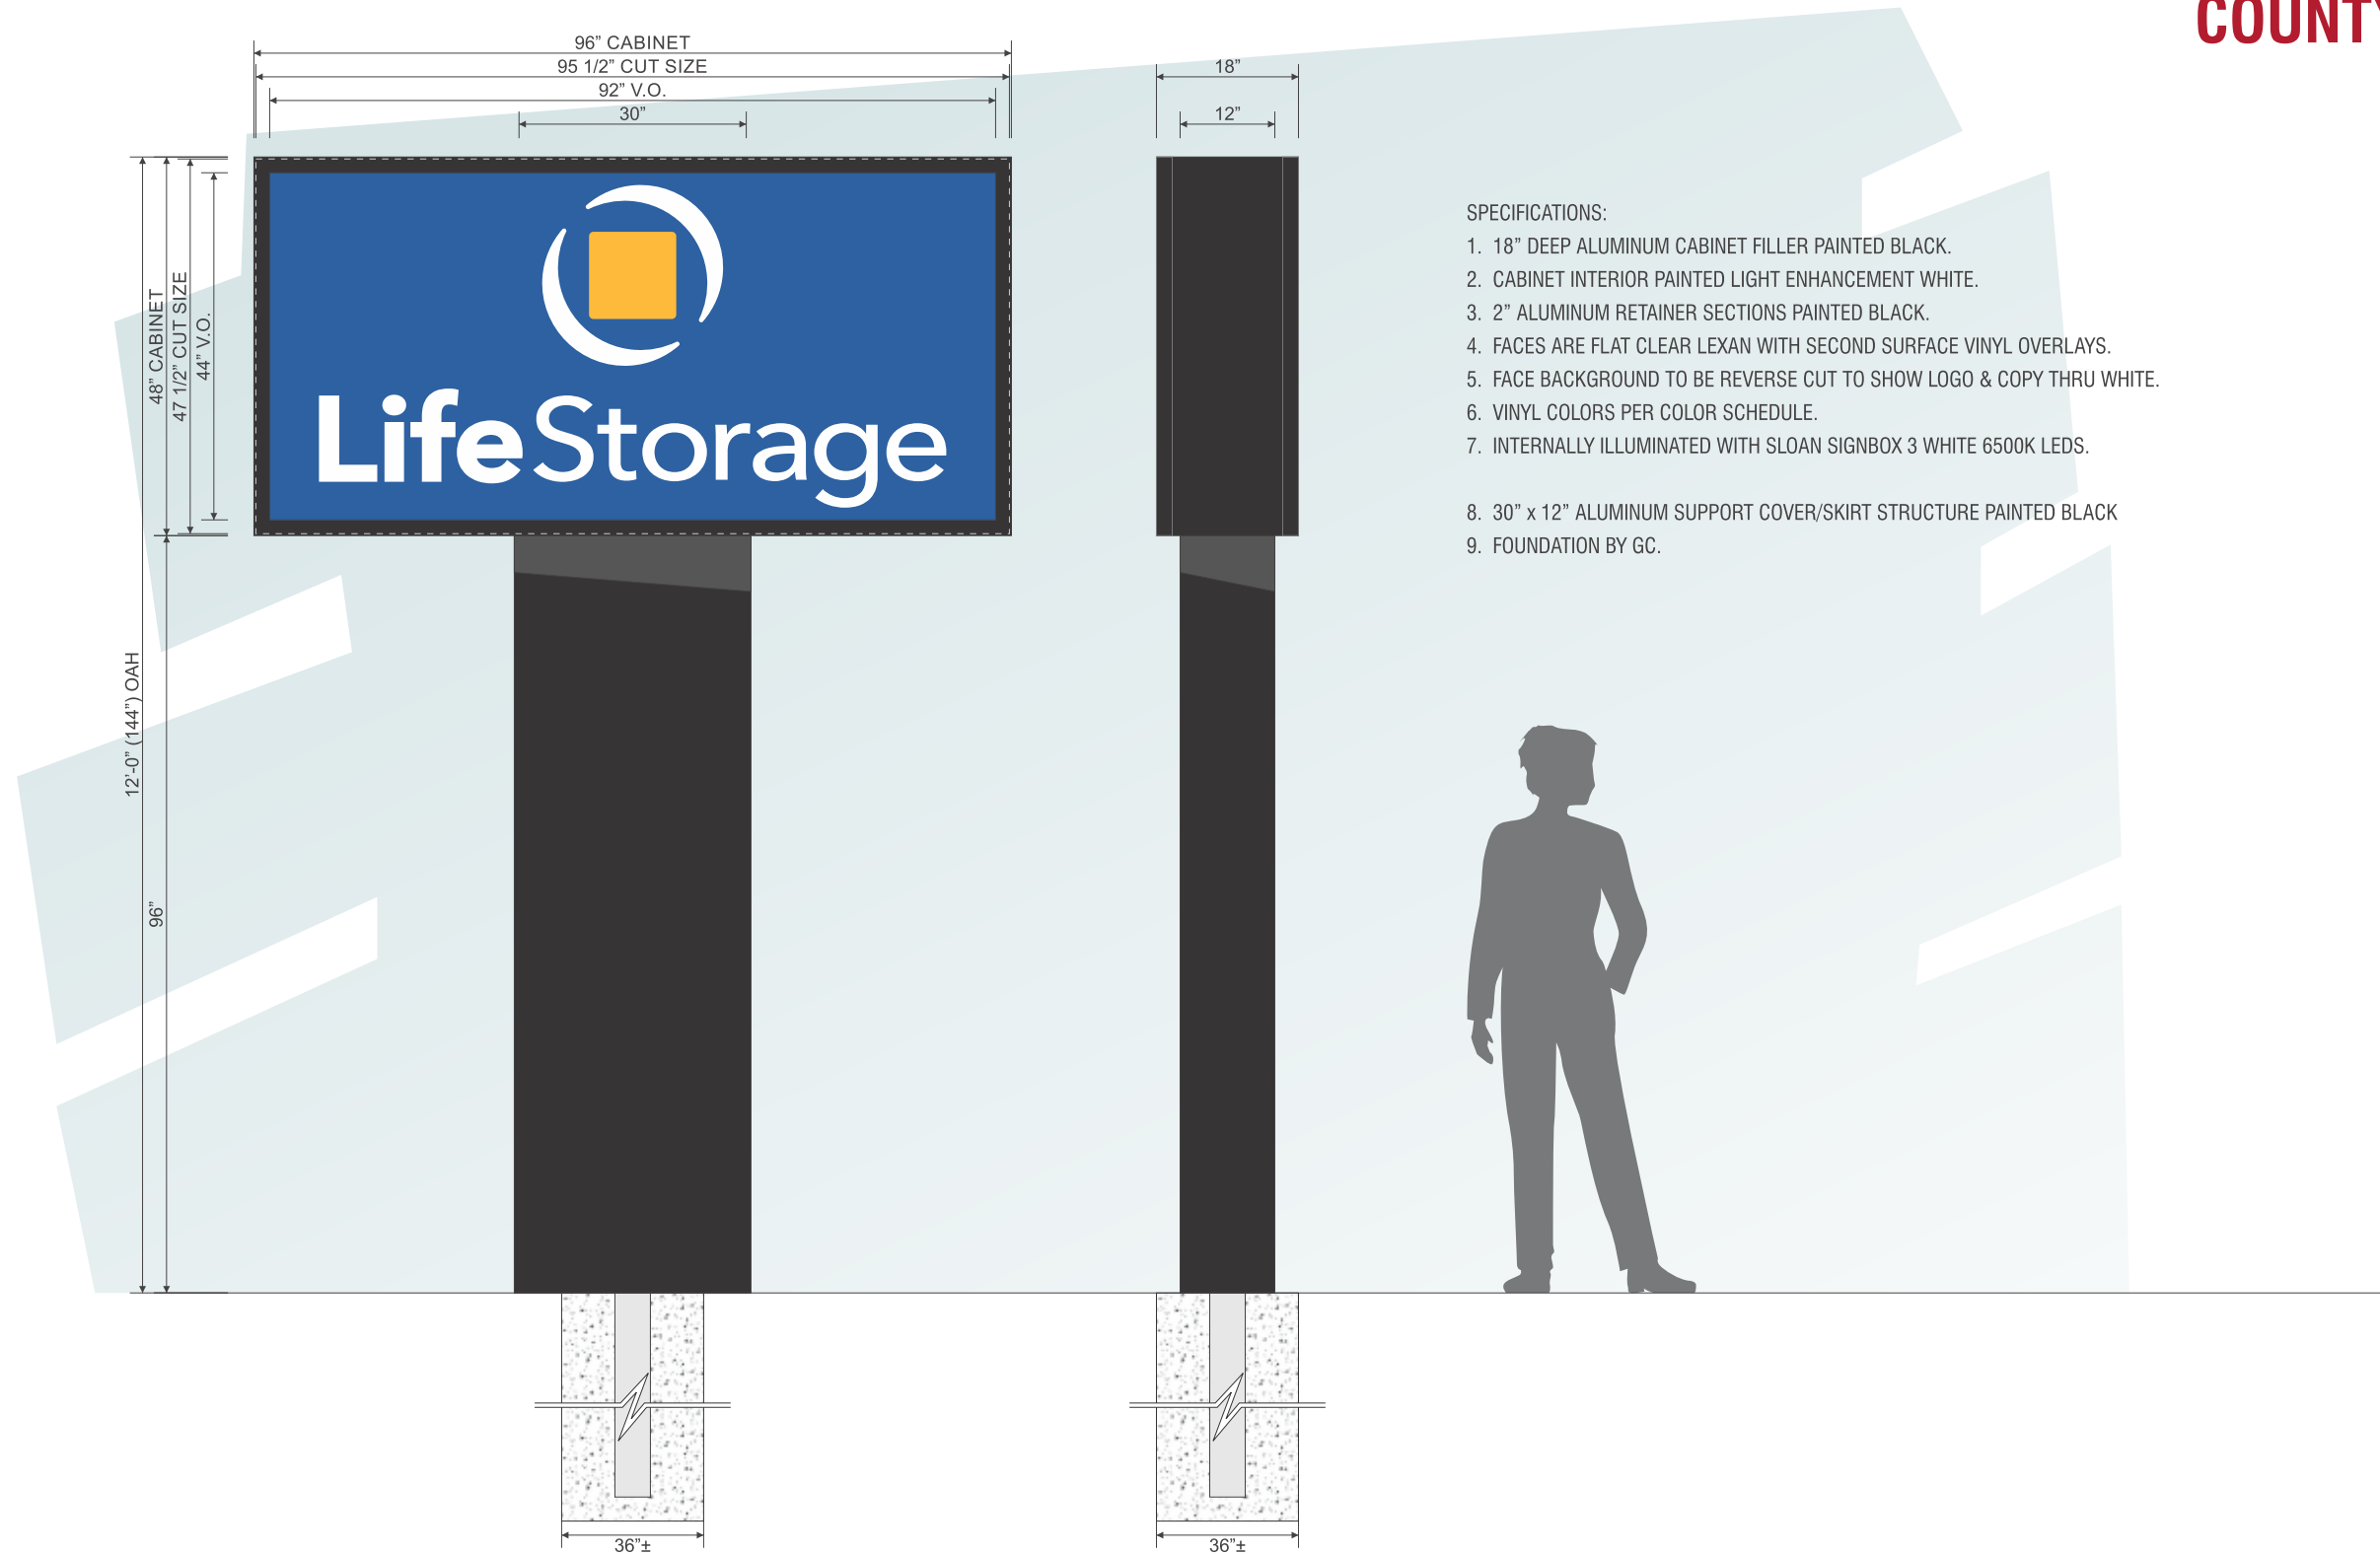 COUNTY
96” CABINET
95 1/2” CUT SIZE
92” V.O.
30”
18”
12”
48” CABINET
47 1/2” CUT SIZE
44” V.O.
12’-0” (144”) OAH
96”
LifeStorage
SPECIFICATIONS:
1. 18” DEEP ALUMINUM CABINET FILLER PAINTED BLACK.
2. CABINET INTERIOR PAINTED LIGHT ENHANCEMENT WHITE.
3. 2” ALUMINUM RETAINER SECTIONS PAINTED BLACK.
4. FACES ARE FLAT CLEAR LEXAN WITH SECOND SURFACE VINYL OVERLAYS.
5. FACE BACKGROUND TO BE REVERSE CUT TO SHOW LOGO & COPY THRU WHITE.
6. VINYL COLORS PER COLOR SCHEDULE.
7. INTERNALLY ILLUMINATED WITH SLOAN SIGNBOX 3 WHITE 6500K LEDS.
8. 30” x 12” ALUMINUM SUPPORT COVER/SKIRT STRUCTURE PAINTED BLACK
9. FOUNDATION BY GC.
36”±
36”±